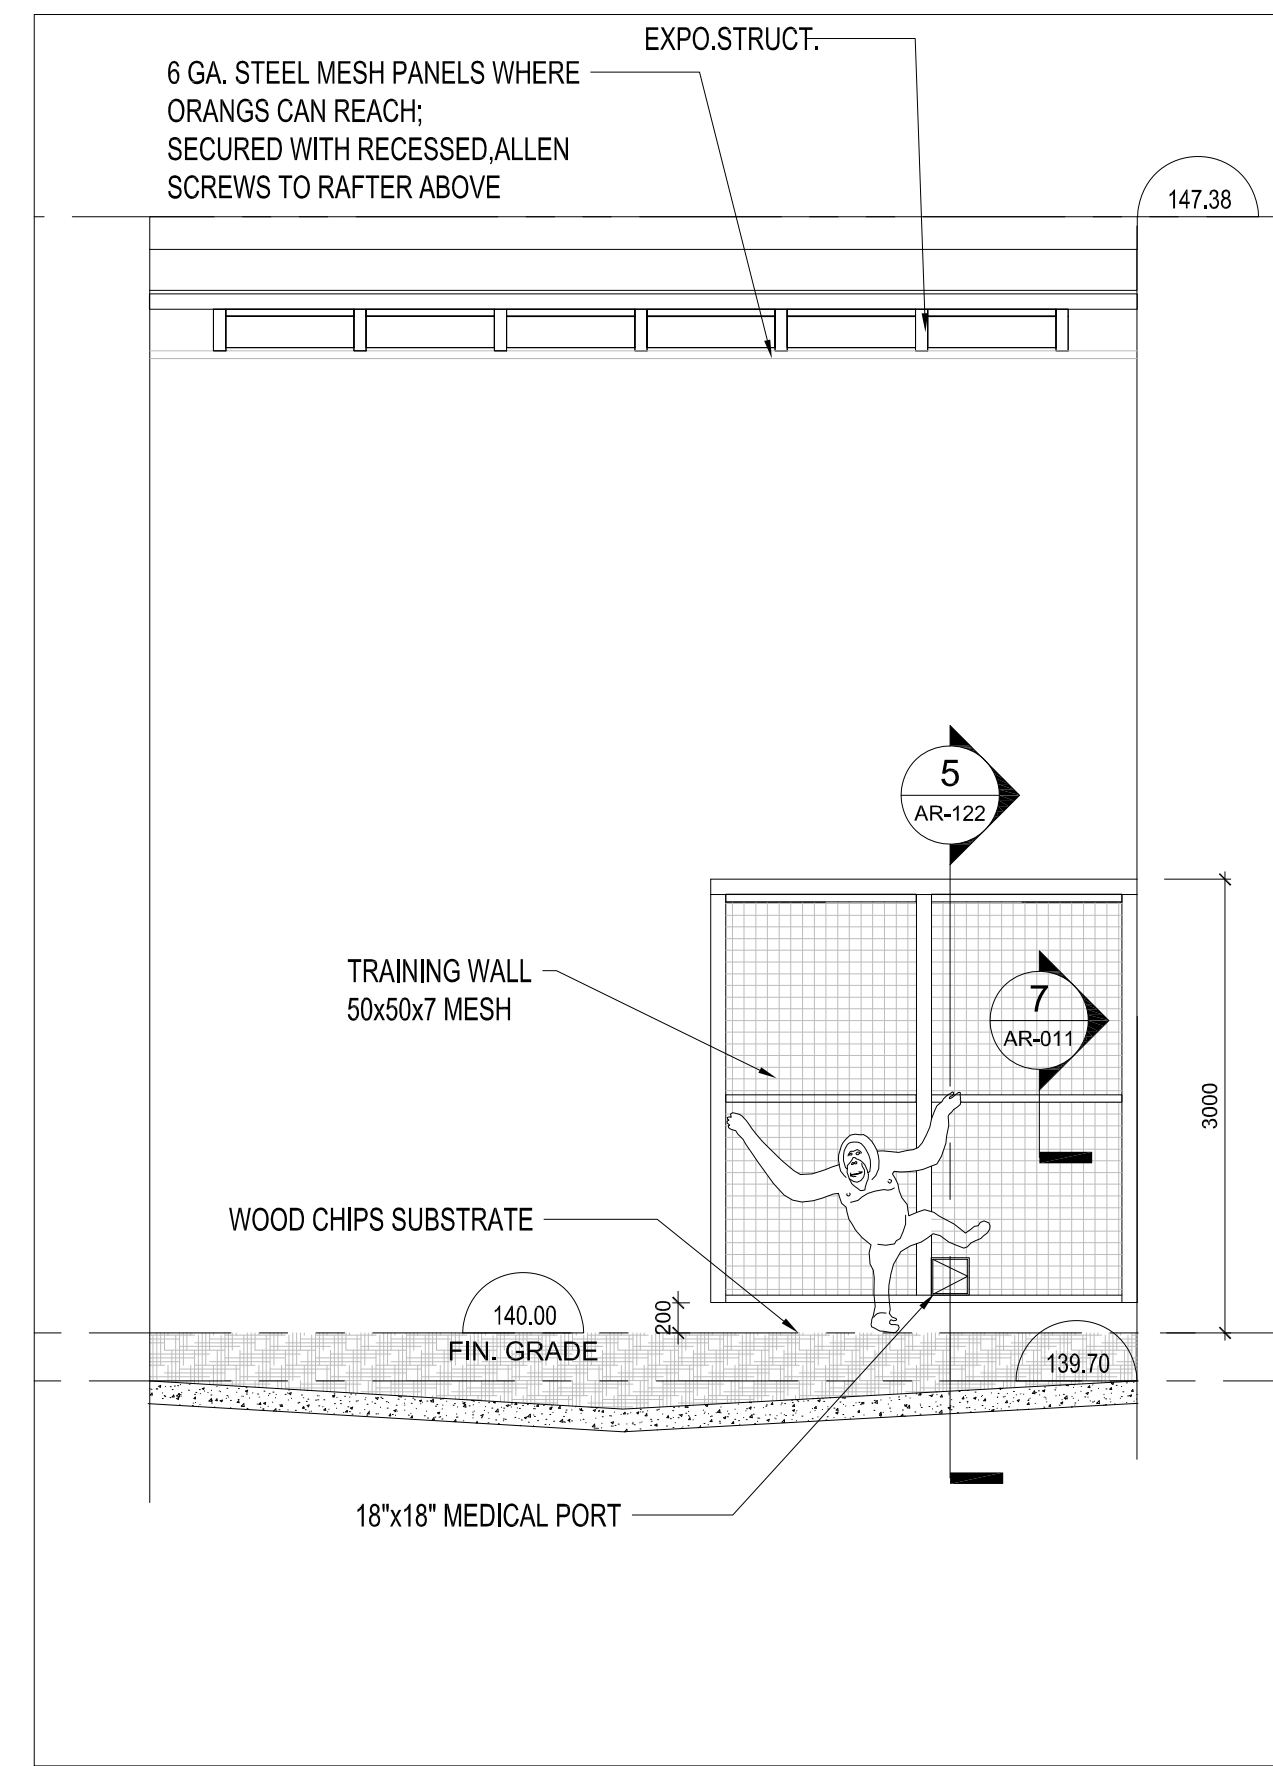 EXPO.STRUCT.
6 GA. STEEL MESH PANELS WHERE
ORANGS CAN REACH;
SECURED WITH RECESSED,ALLEN
SCREWS TO RAFTER ABOVE
147.38
5
AR-122
TRAINING WALL
50x50x7 MESH
7
AR-011
3000
WOOD CHIPS SUBSTRATE
200
140.00
FIN. GRADE
139.70
18"x18" MEDICAL PORT